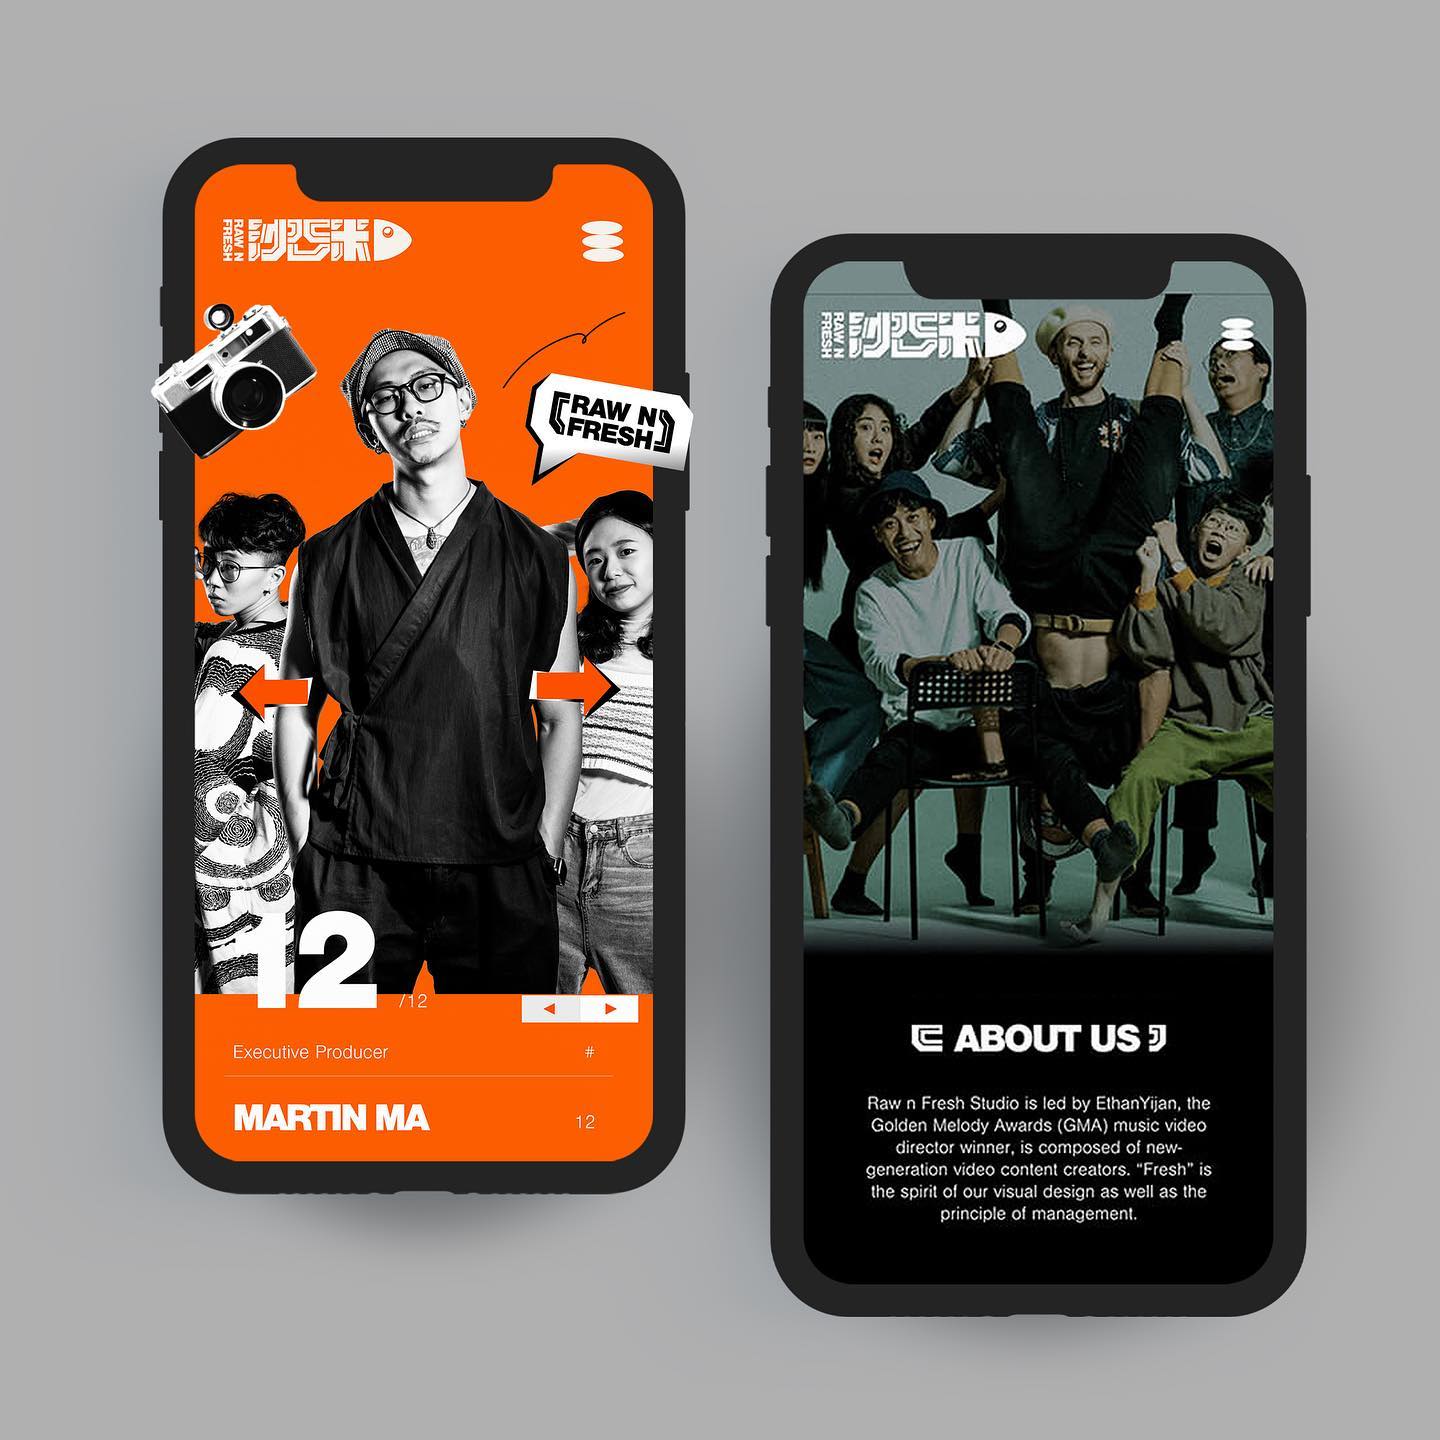 RAW N
FRESH
沙西米
RAW N
FRESH
12
/12
Executive Producer
#
MARTIN MA
12
RAW N
FRESH
沙西米
ABOUT US
Raw n Fresh Studio is led by EthanYijan, the
Golden Melody Awards (GMA) music video
director winner, is composed of new-
generation video content creators. “Fresh” is
the spirit of our visual design as well as the
principle of management.